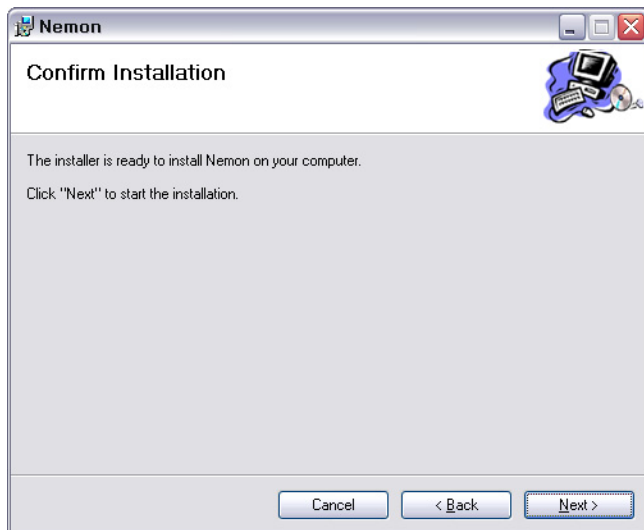 Nemon
Confirm Installation
The installer is ready to install Nemon on your computer.
Click "Next" to start the installation.
Cancel
< Back
Next >